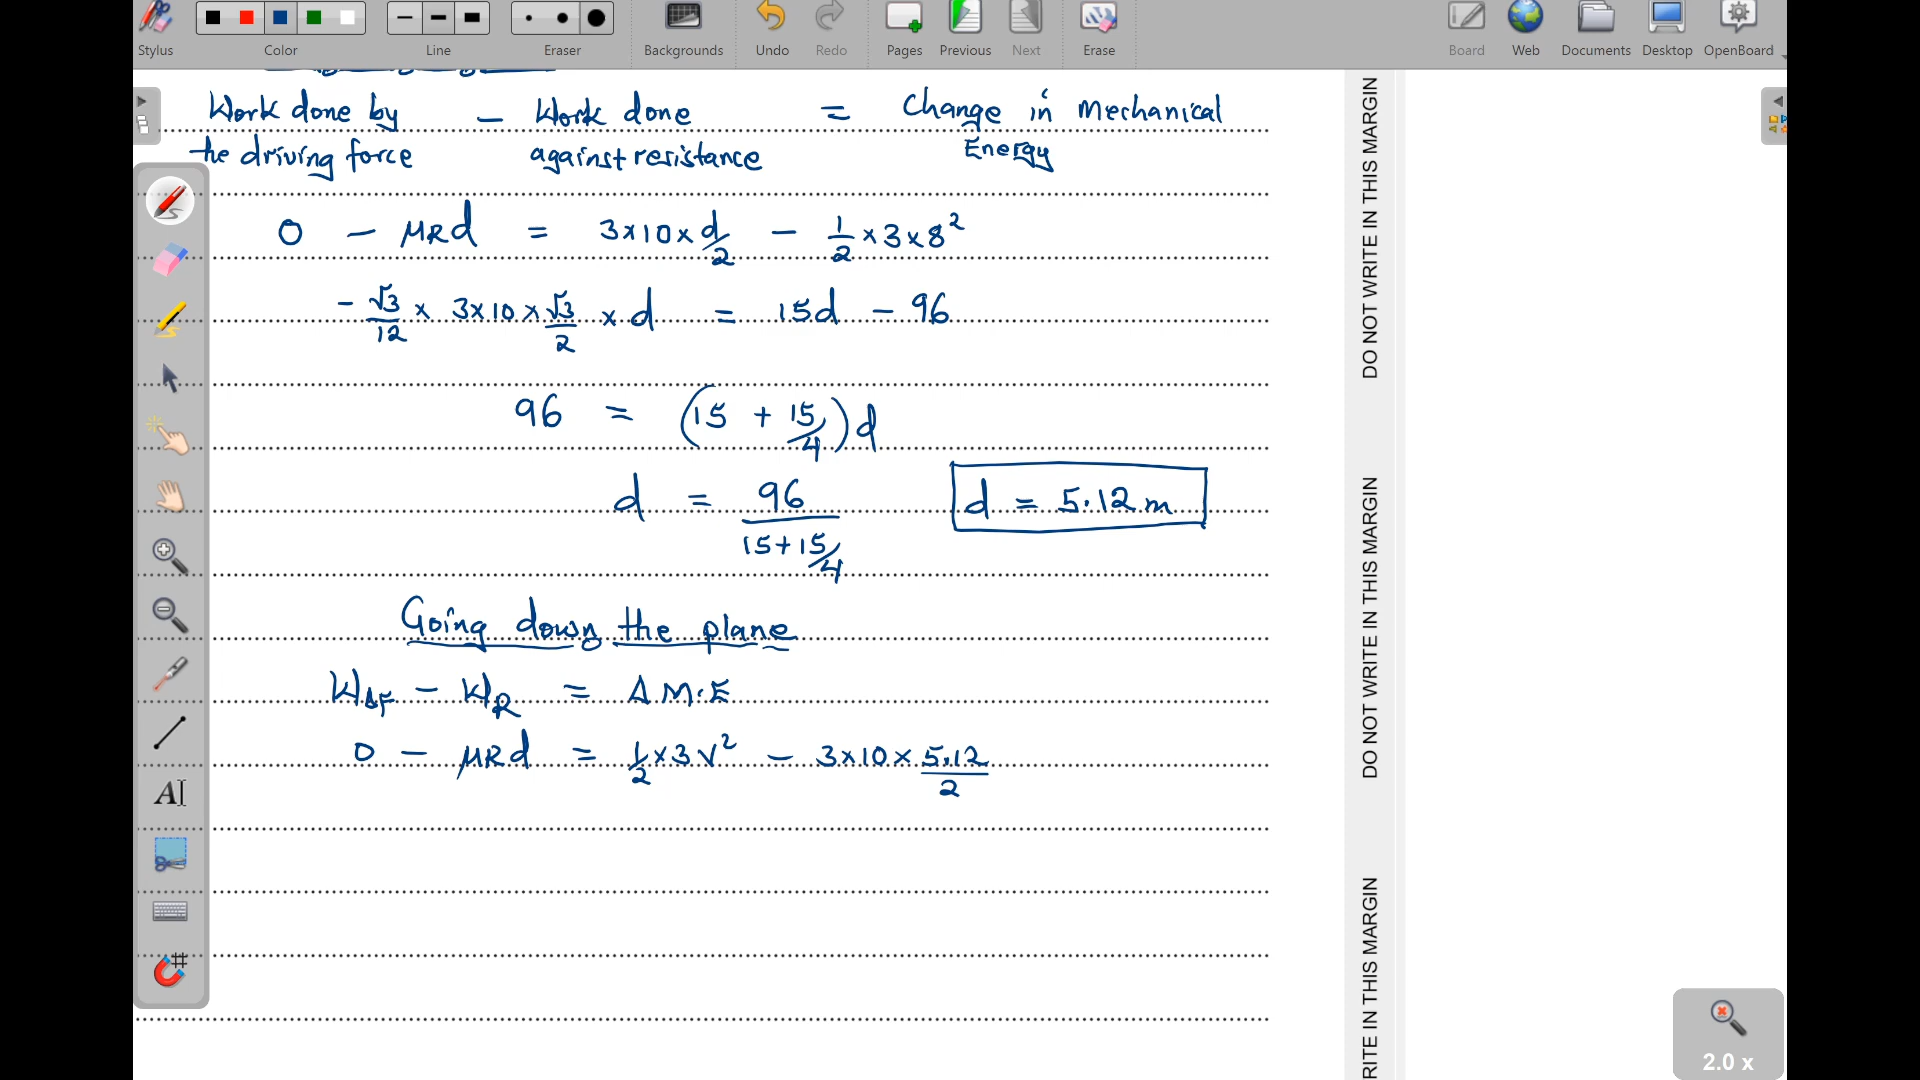 Stylus Color Line Eraser Backgrounds Undo Redo Pages Previous Next Erase Board Web Documents Desktop OpenBoard
Work done by the driving force − Work done against resistance = Change in Mechanical Energy
0 − μRd = 3×10×d/2 − 1/2×3×8²
−√3/12 × 3×10×√3/2 × d = 15d − 96
96 = (15 + 15/4)d
d = 96/(15+15/4)
d = 5.12m
Going down the plane
W_DF − W_R = Δ M.E
0 − μRd = 1/2×3V² − 3×10×5.12/2
DO NOT WRITE IN THIS MARGIN
DO NOT WRITE IN THIS MARGIN
RITE IN THIS MARGIN
2.0 x